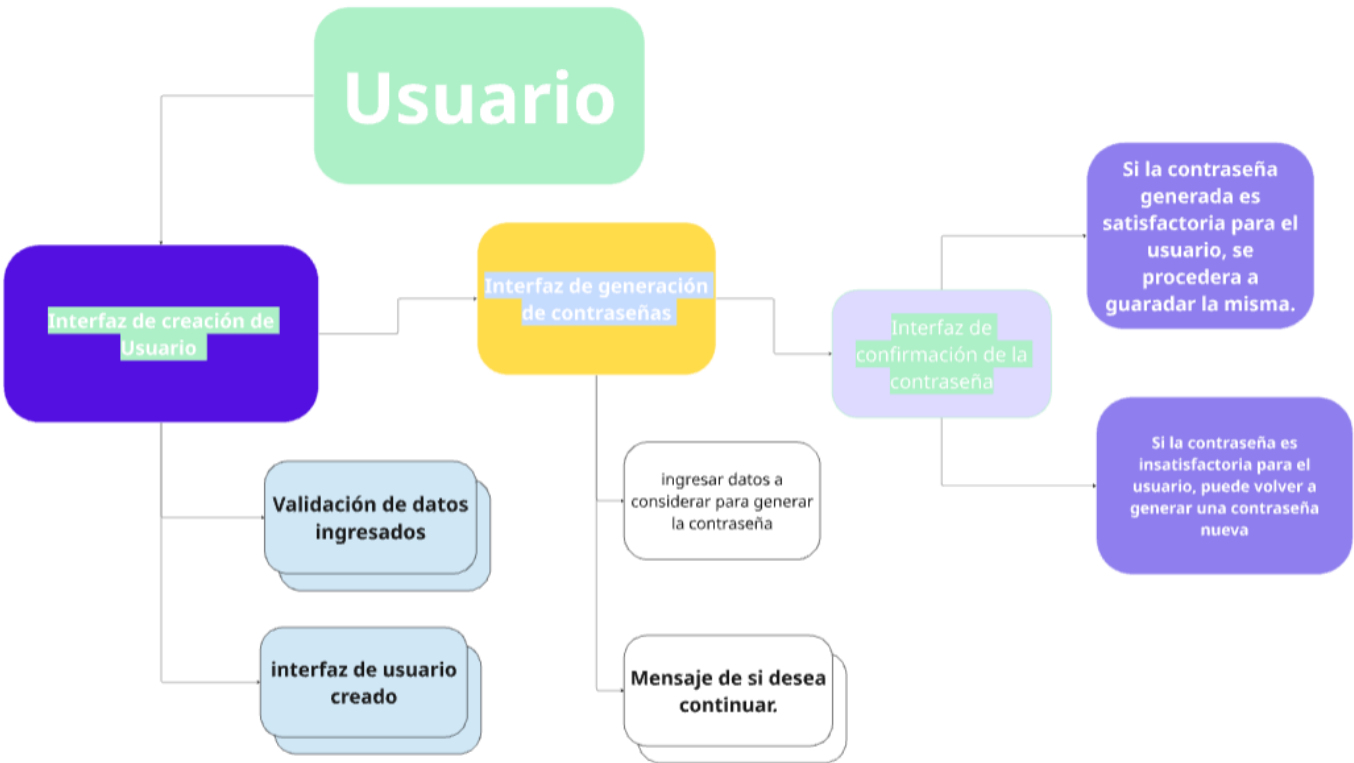 Usuario
Interfaz de creación de
Usuario
Interfaz de generación
de contraseñas
Interfaz de
confirmación de la
contraseña
Si la contraseña
generada es
satisfactoria para el
usuario, se
procedera a
guaradar la misma.
Si la contraseña es
insatisfactoria para el
usuario, puede volver a
generar una contraseña
nueva
Validación de datos
ingresados
interfaz de usuario
creado
ingresar datos a
considerar para generar
la contraseña
Mensaje de si desea
continuar.